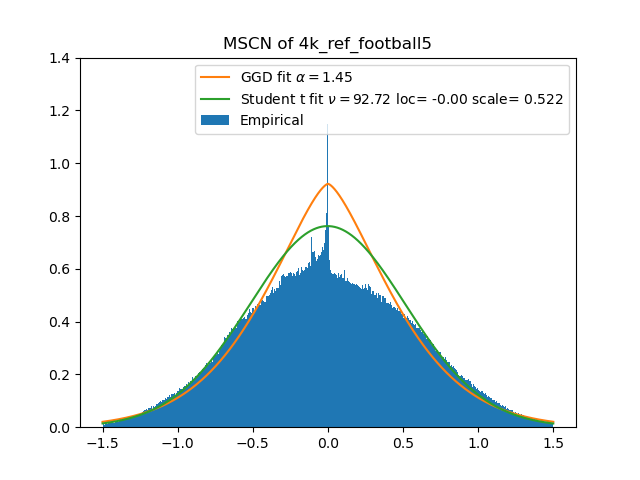 MSCN of 4k_ref_football5
GGD fit α = 1.45
Student t fit ν = 92.72 loc= -0.00 scale= 0.522
Empirical
1.4
1.2
1.0
0.8
0.6
0.4
0.2
0.0
−1.5 −1.0 −0.5 0.0 0.5 1.0 1.5